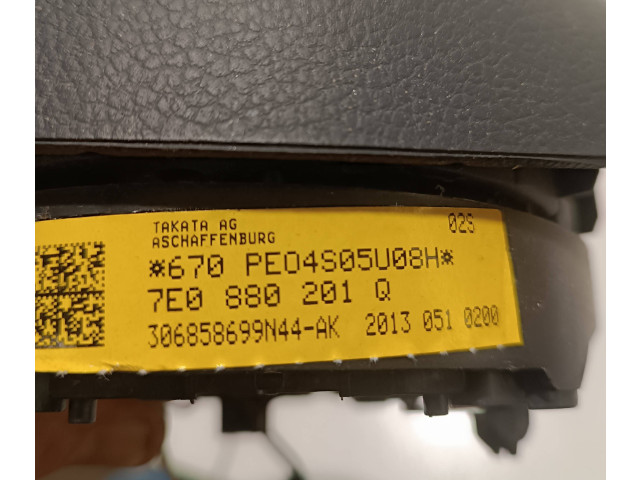 TAKATA AG 02S
ASCHAFFENBURG
*670 PE04S05U08H*
7E0 880 201 Q
306858699N44-AK 2013 051 0200